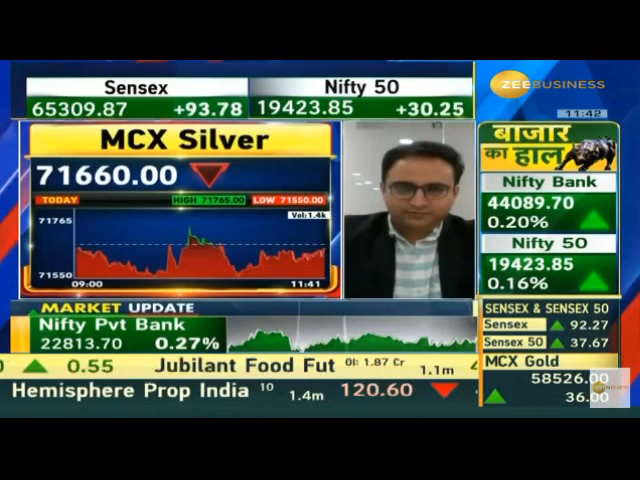 Sensex
65309.87 +93.78
Nifty 50
19423.85 +30.25
ZEE BUSINESS
11:42
MCX Silver
71660.00
TODAY HIGH 71765.00 LOW 71550.00
Vol:1.4k
71765
71550
09:00 11:41
बाजार
का हाल
Nifty Bank
44089.70
0.20%
Nifty 50
19423.85
0.16%
MARKET UPDATE
Nifty Pvt Bank
22813.70 0.27%
SENSEX & SENSEX 50
Sensex 92.27
Sensex 50 37.67
MCX Gold
58526.00
36.00
0.55 Jubilant Food Fut OI: 1.87 Cr 1.1m
Hemisphere Prop India 10 1.4m 120.60